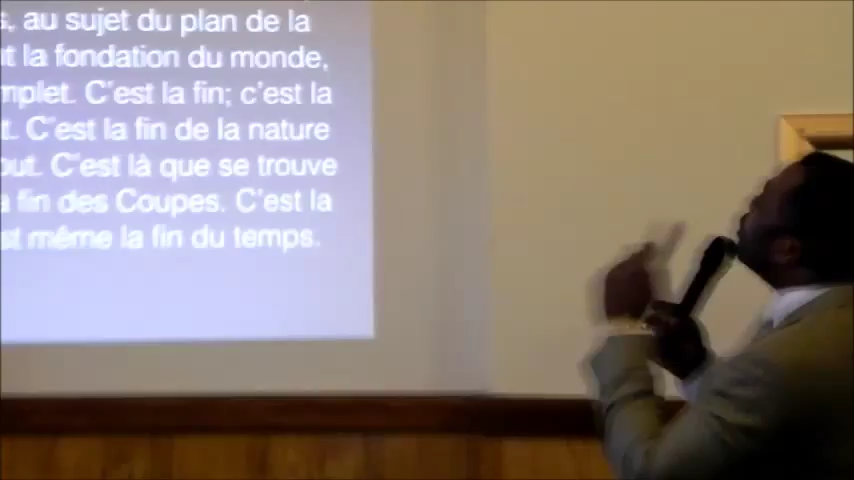 au sujet du plan de la
la fondation du monde,
C'est la fin; c'est la
C'est la fin de la nature
C'est là que se trouve
fin des Coupes. C'est la
même la fin du temps.